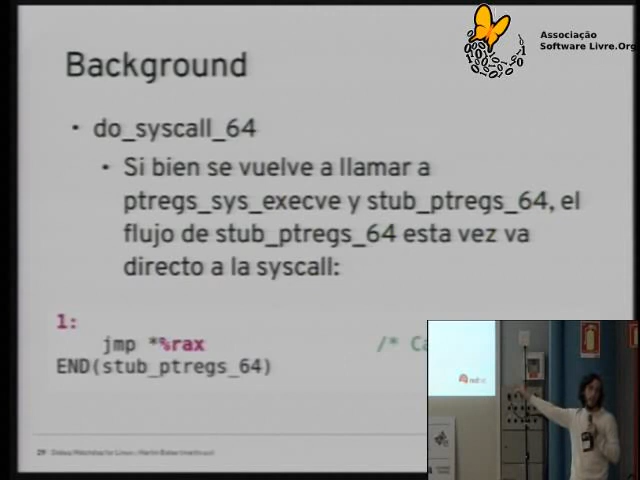 Background
Associação
Software Livre.Org
• do_syscall_64
• Si bien se vuelve a llamar a
ptregs_sys_execve y stub_ptregs_64, el
flujo de stub_ptregs_64 esta vez va
directo a la syscall:
1:
jmp *%rax /* Ca
END(stub_ptregs_64)
29